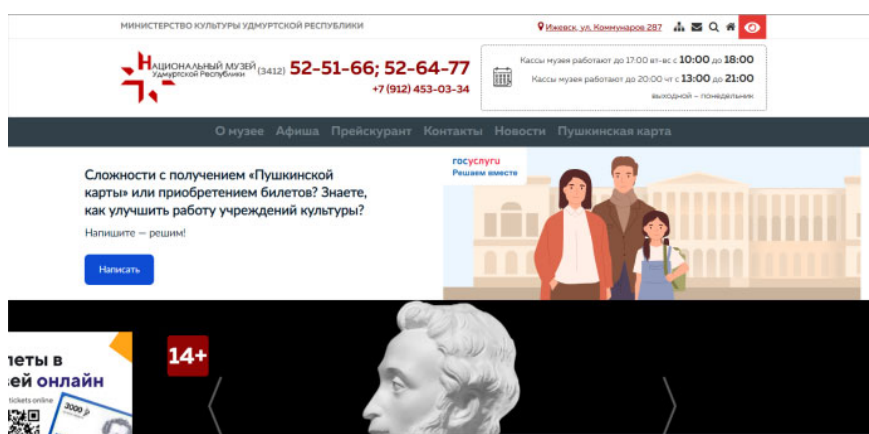 МИНИСТЕРСТВО КУЛЬТУРЫ УДМУРТСКОЙ РЕСПУБЛИКИ
Ижевск, ул. Коммунаров 287
НАЦИОНАЛЬНЫЙ МУЗЕЙ
Удмуртской Республики
(3412) 52-51-66; 52-64-77
+7 (912) 453-03-34
Кассы музея работают до 17:00 вт-вс с 10:00 до 18:00
Кассы музея работают до 20:00 чт с 13:00 до 21:00
выходной – понедельник
О музее Афиша Прейскурант Контакты Новости Пушкинская карта
Сложности с получением «Пушкинской
карты» или приобретением билетов? Знаете,
как улучшить работу учреждений культуры?
Напишите — решим!
Написать
госуслуги
Решаем вместе
14+
леты в
ей онлайн
tickets online
3000 ₽